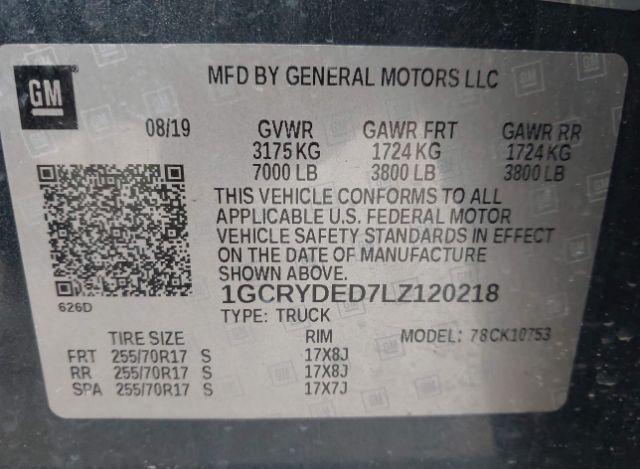 GM
MFD BY GENERAL MOTORS LLC
08/19 GVWR GAWR FRT GAWR RR
3175 KG 1724 KG 1724 KG
7000 LB 3800 LB 3800 LB
THIS VEHICLE CONFORMS TO ALL
APPLICABLE U.S. FEDERAL MOTOR
VEHICLE SAFETY STANDARDS IN EFFECT
ON THE DATE OF MANUFACTURE
SHOWN ABOVE.
626D
1GCRYDED7LZ120218
TYPE: TRUCK
TIRE SIZE RIM MODEL: 78CK10753
FRT 255/70R17 S 17X8J
RR 255/70R17 S 17X8J
SPA 255/70R17 S 17X7J